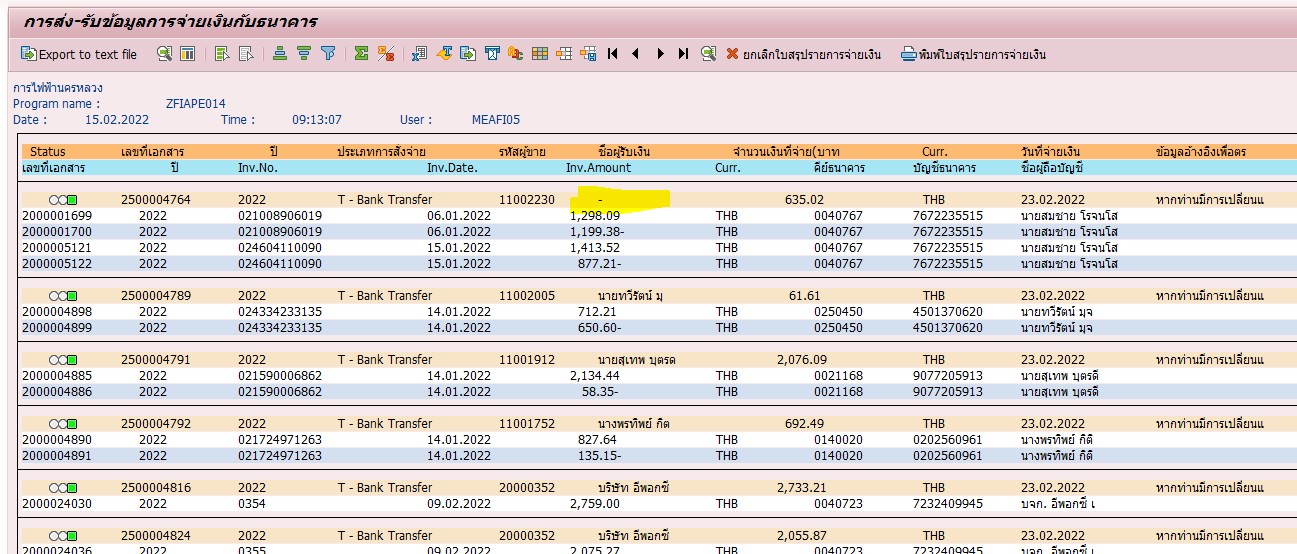 การส่ง-รับข้อมูลการจ่ายเงินกับธนาคาร
Export to text file ยกเลิกใบสรุปรายการจ่ายเงิน พิมพ์ใบสรุปรายการจ่ายเงิน
การไฟฟ้านครหลวง
Program name : ZFIAPE014
Date : 15.02.2022 Time : 09:13:07 User : MEAFI05
Status เลขที่เอกสาร ปี ประเภทการสั่งจ่าย รหัสผู้ขาย ชื่อผู้รับเงิน จำนวนเงินที่จ่าย(บาท Curr. วันที่จ่ายเงิน ข้อมูลอ้างอิงเพื่อตร
เลขที่เอกสาร ปี Inv.No. Inv.Date. Inv.Amount Curr. คีย์ธนาคาร บัญชีธนาคาร ชื่อผู้ถือบัญชี
2500004764 2022 T - Bank Transfer 11002230 - 635.02 THB 23.02.2022 หากท่านมีการเปลี่ยนแ
2000001699 2022 021008906019 06.01.2022 1,298.09 THB 0040767 7672235515 นายสมชาย โรจนโส
2000001700 2022 021008906019 06.01.2022 1,199.38- THB 0040767 7672235515 นายสมชาย โรจนโส
2000005121 2022 024604110090 15.01.2022 1,413.52 THB 0040767 7672235515 นายสมชาย โรจนโส
2000005122 2022 024604110090 15.01.2022 877.21- THB 0040767 7672235515 นายสมชาย โรจนโส
2500004789 2022 T - Bank Transfer 11002005 นายทวีรัตน์ มุ 61.61 THB 23.02.2022 หากท่านมีการเปลี่ยนแ
2000004898 2022 024334233135 14.01.2022 712.21 THB 0250450 4501370620 นายทวีรัตน์ มุจ
2000004899 2022 024334233135 14.01.2022 650.60- THB 0250450 4501370620 นายทวีรัตน์ มุจ
2500004791 2022 T - Bank Transfer 11001912 นายสุเทพ บุตรด 2,076.09 THB 23.02.2022 หากท่านมีการเปลี่ยนแ
2000004885 2022 021590006862 14.01.2022 2,134.44 THB 0021168 9077205913 นายสุเทพ บุตรดี
2000004886 2022 021590006862 14.01.2022 58.35- THB 0021168 9077205913 นายสุเทพ บุตรดี
2500004792 2022 T - Bank Transfer 11001752 นางพรทิพย์ กิต 692.49 THB 23.02.2022 หากท่านมีการเปลี่ยนแ
2000004890 2022 021724971263 14.01.2022 827.64 THB 0140020 0202560961 นางพรทิพย์ กิติ
2000004891 2022 021724971263 14.01.2022 135.15- THB 0140020 0202560961 นางพรทิพย์ กิติ
2500004816 2022 T - Bank Transfer 20000352 บริษัท อีพอกซี่ 2,733.21 THB 23.02.2022 หากท่านมีการเปลี่ยนแ
2000024030 2022 0354 09.02.2022 2,759.00 THB 0040723 7232409945 บจก. อีพอกซี่ เ
2500004824 2022 T - Bank Transfer 20000352 บริษัท อีพอกซี่ 2,055.87 THB 23.02.2022 หากท่านมีการเปลี่ยนแ
2000024036 2022 0355 09.02.2022 2,075.27 THB 0040723 7232409945 บจก. อีพอกซี่ เ